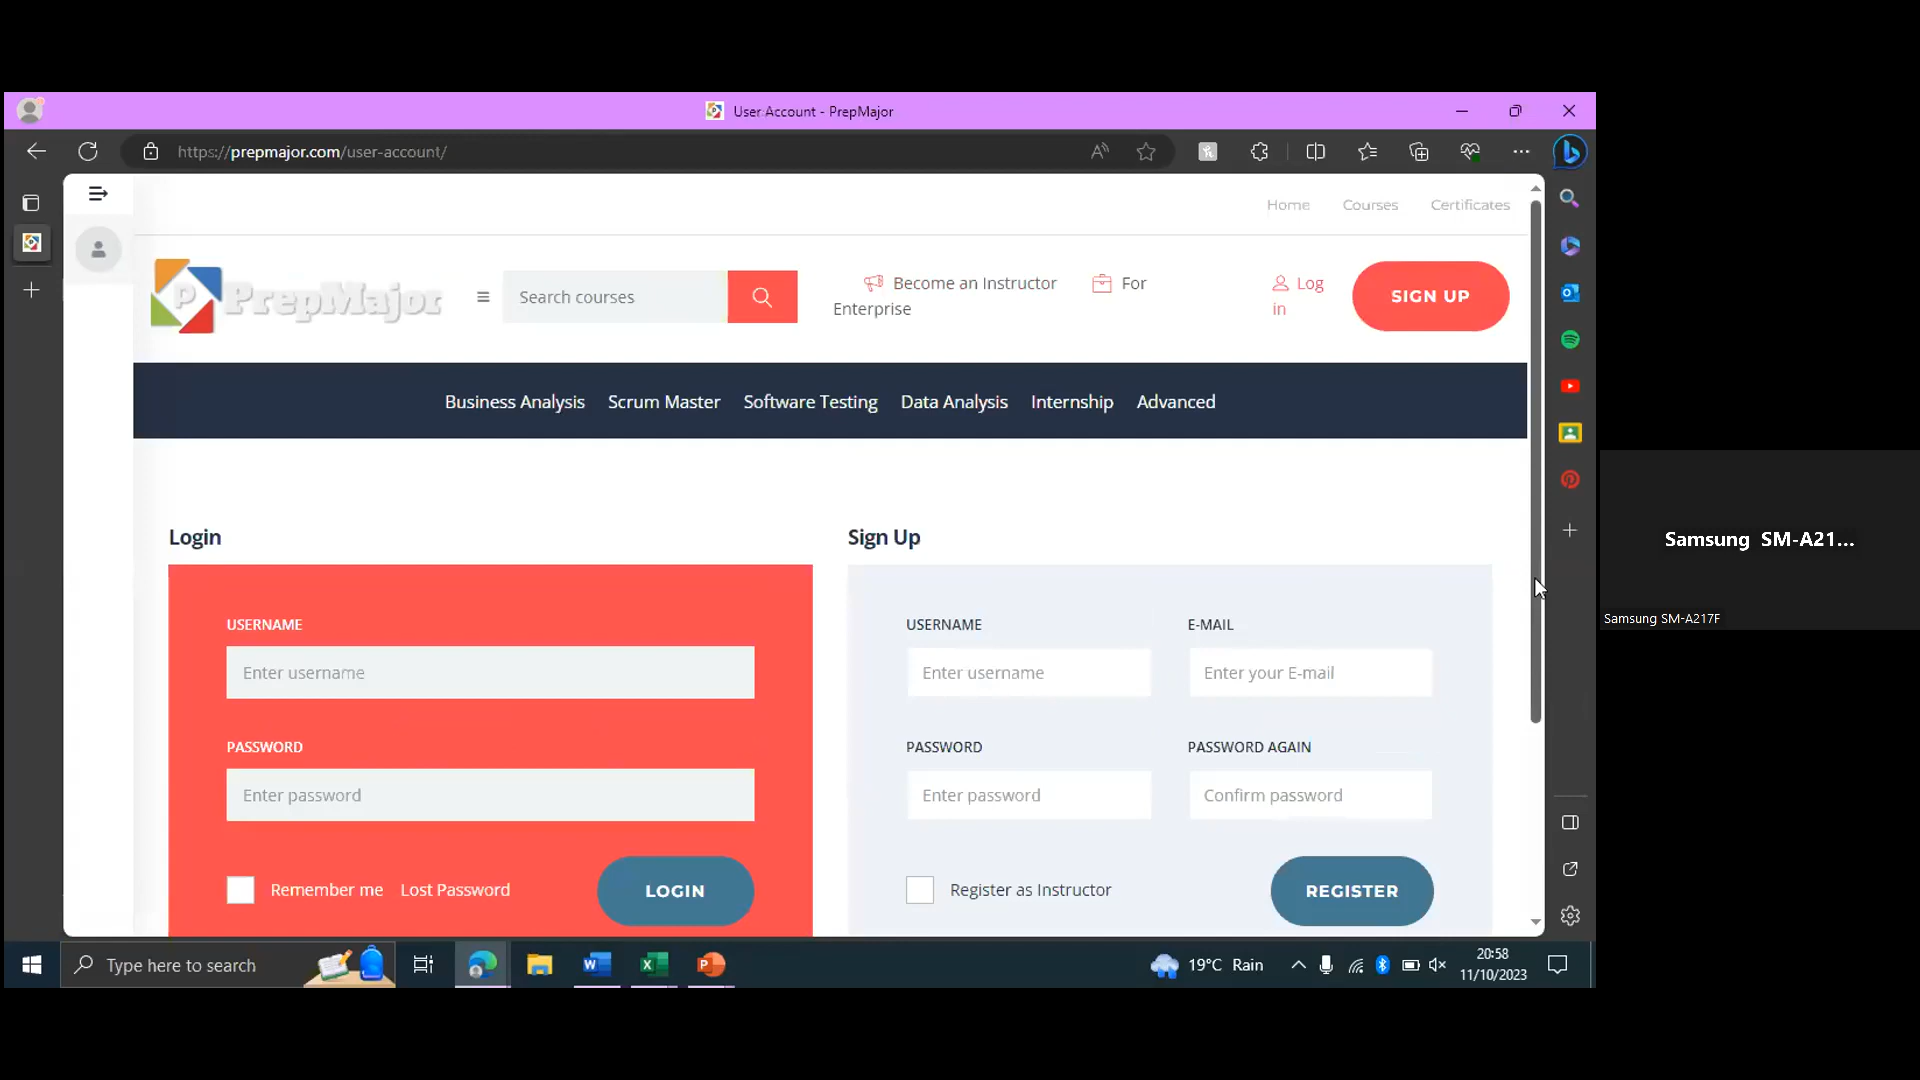 User Account - PrepMajor
https://prepmajor.com/user-account/
Home Courses Certificates
PrepMajor
Search courses
Become an Instructor For
Enterprise
Log
in
SIGN UP
Business Analysis Scrum Master Software Testing Data Analysis Internship Advanced
Login
USERNAME
Enter username
PASSWORD
Enter password
Remember me Lost Password
LOGIN
Sign Up
USERNAME E-MAIL
Enter username Enter your E-mail
PASSWORD PASSWORD AGAIN
Enter password Confirm password
Register as Instructor
REGISTER
Samsung SM-A21...
Samsung SM-A217F
Type here to search
19°C Rain
20:58
11/10/2023